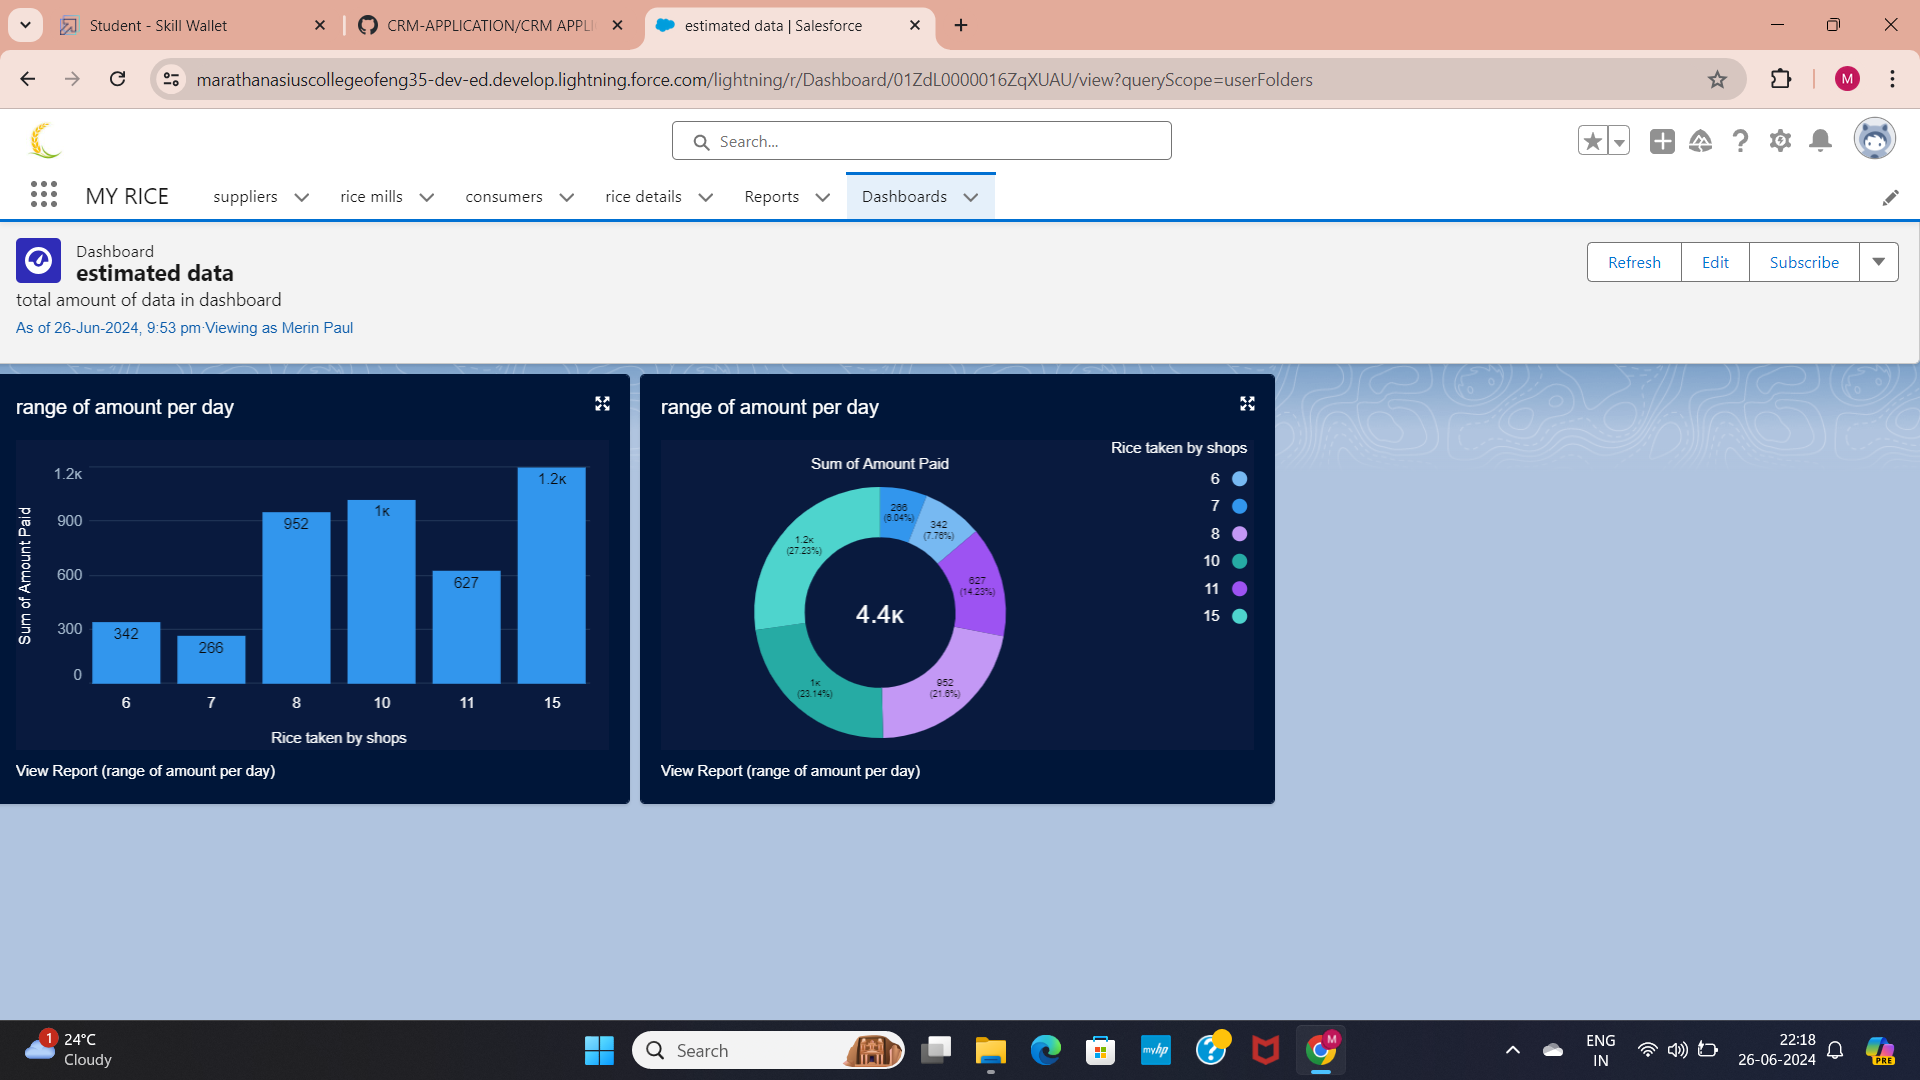 Student - Skill Wallet
CRM-APPLICATION/CRM APPLI
estimated data | Salesforce
marathanasiuscollegeofeng35-dev-ed.develop.lightning.force.com/lightning/r/Dashboard/01ZdL0000016ZqXUAU/view?queryScope=userFolders
M
Search...
MY RICE
suppliers
rice mills
consumers
rice details
Reports
Dashboards
Dashboard
estimated data
total amount of data in dashboard
As of 26-Jun-2024, 9:53 pm·Viewing as Merin Paul
Refresh
Edit
Subscribe
range of amount per day
Sum of Amount Paid
1.2K
900
600
300
0
342
266
952
1K
627
1.2K
6
7
8
10
11
15
Rice taken by shops
View Report (range of amount per day)
range of amount per day
Sum of Amount Paid
266
(6.04%)
342
(7.76%)
627
(14.23%)
952
(21.6%)
1K
(23.14%)
1.2K
(27.23%)
4.4K
Rice taken by shops
6
7
8
10
11
15
View Report (range of amount per day)
1
24°C
Cloudy
Search
myhp
M
ENG
IN
22:18
26-06-2024
PRE